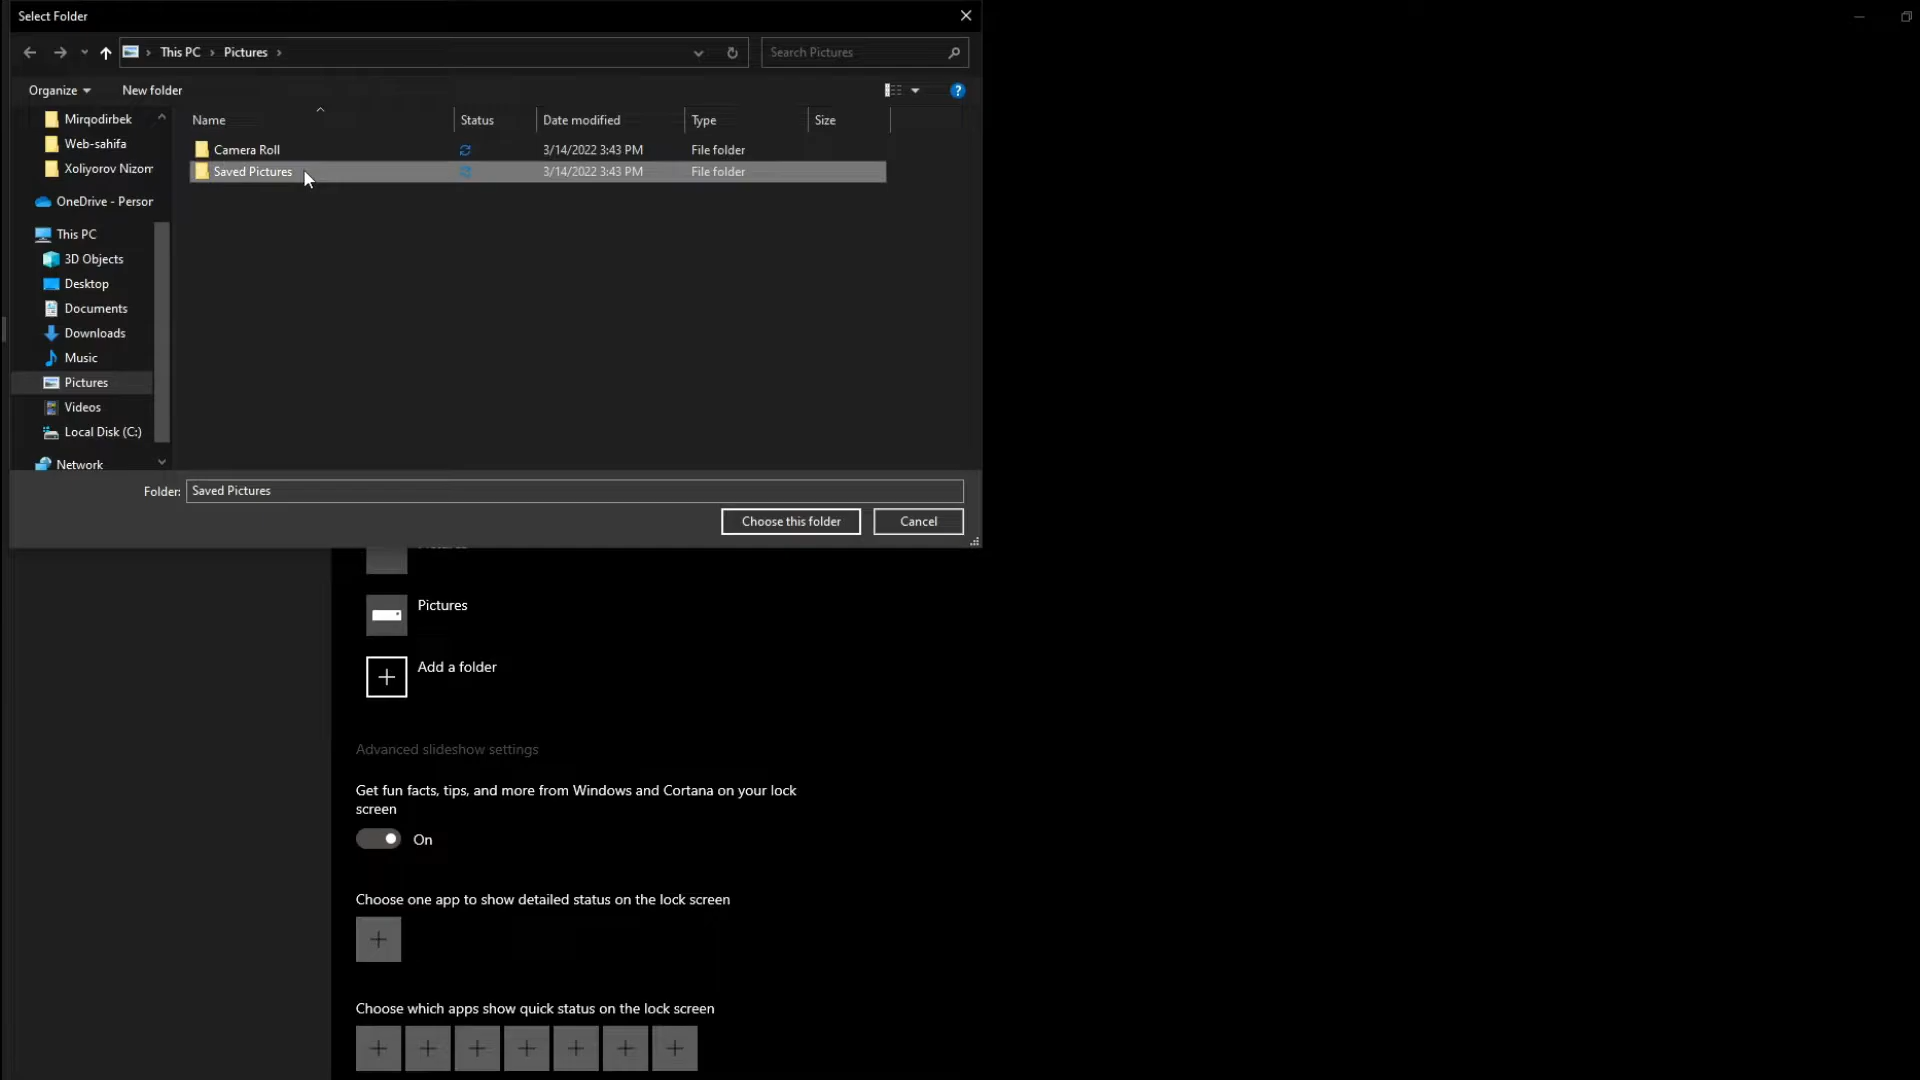 Select Folder
This PC Pictures
Search Pictures
Organize New folder
Mirqodirbek
Web-sahifa
Xoliyorov Nizom
OneDrive - Person
This PC
3D Objects
Desktop
Documents
Downloads
Music
Pictures
Videos
Local Disk (C:)
Network
Name Status Date modified Type Size
Camera Roll 3/14/2022 3:43 PM File folder
Saved Pictures 3/14/2022 3:43 PM File folder
Folder: Saved Pictures
Choose this folder Cancel
Pictures
Add a folder
Advanced slideshow settings
Get fun facts, tips, and more from Windows and Cortana on your lock
screen
On
Choose one app to show detailed status on the lock screen
Choose which apps show quick status on the lock screen